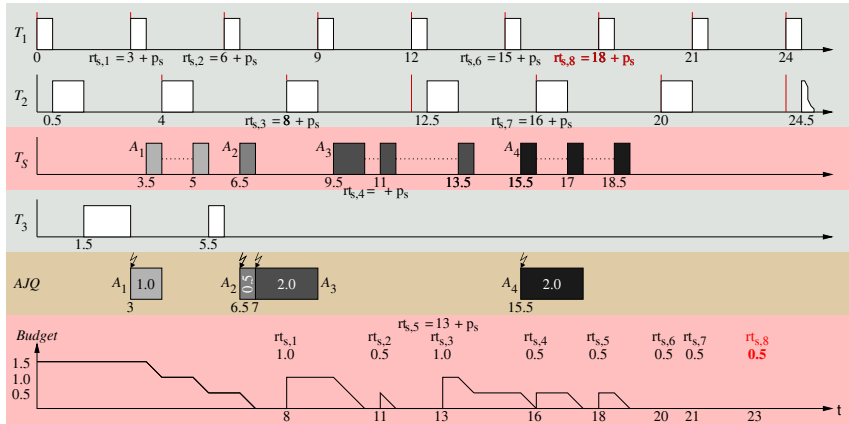 T1
0 3 6 9 12 15 18 21 24
rts,1 = 3 + ps rts,2 = 6 + ps rts,6 = 15 + ps rts,8 = 18 + ps
T2
0.5 4 8 12.5 16 20 24.5
rts,3 = 8 + ps rts,7 = 16 + ps
TS A1 A2 A3 A4
3.5 5 6.5 9.5 11 13.5 15.5 17 18.5
rts,4 = + ps
T3
1.5 5.5
AJQ A1 1.0 A2 0.5 2.0 A3 A4 2.0
3 6.5 7 15.5
rts,5 = 13 + ps
Budget rts,1 rts,2 rts,3 rts,4 rts,5 rts,6 rts,7 rts,8
1.0 0.5 1.0 0.5 0.5 0.5 0.5 0.5
1.5
1.0
0.5
t
8 11 13 16 18 20 21 23